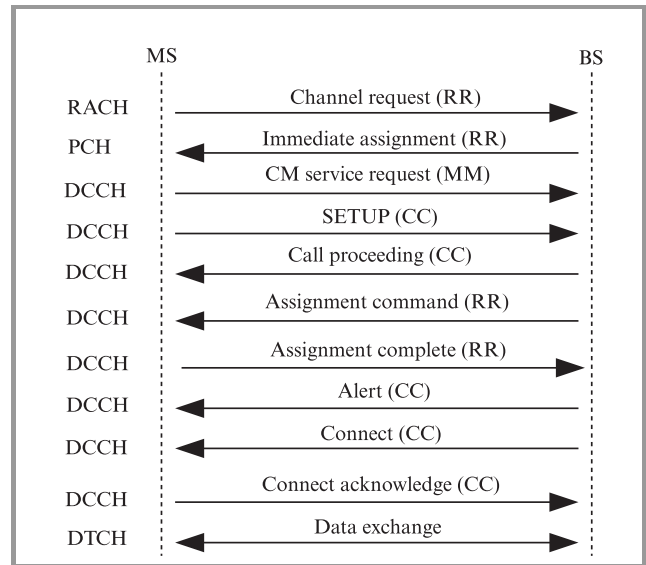 MS BS
RACH Channel request (RR)
PCH Immediate assignment (RR)
DCCH CM service request (MM)
DCCH SETUP (CC)
DCCH Call proceeding (CC)
DCCH Assignment command (RR)
DCCH Assignment complete (RR)
DCCH Alert (CC)
DCCH Connect (CC)
DCCH Connect acknowledge (CC)
DTCH Data exchange